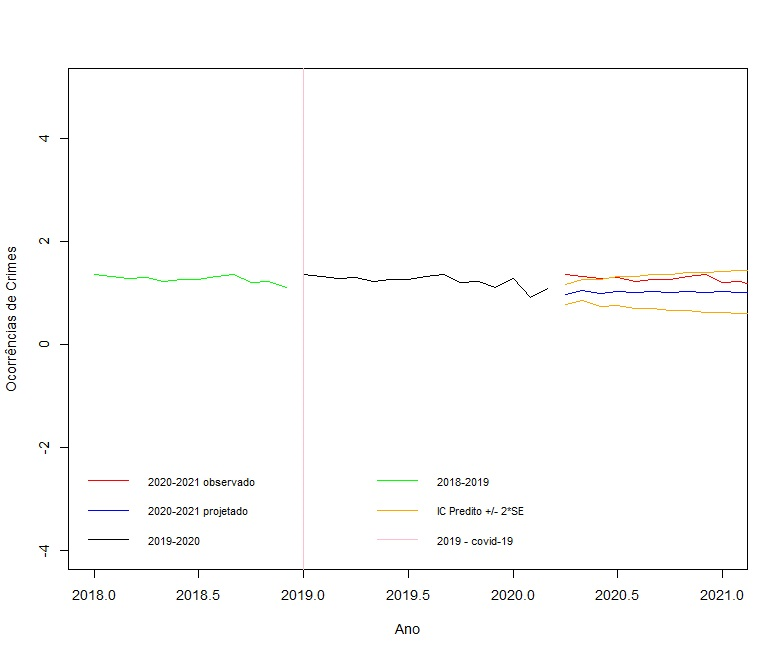 4
2
0
-2
-4
Ocorrências de Crimes
2020-2021 observado
2020-2021 projetado
2019-2020
2018-2019
IC Predito +/- 2*SE
2019 - covid-19
2018.0 2018.5 2019.0 2019.5 2020.0 2020.5 2021.0
Ano